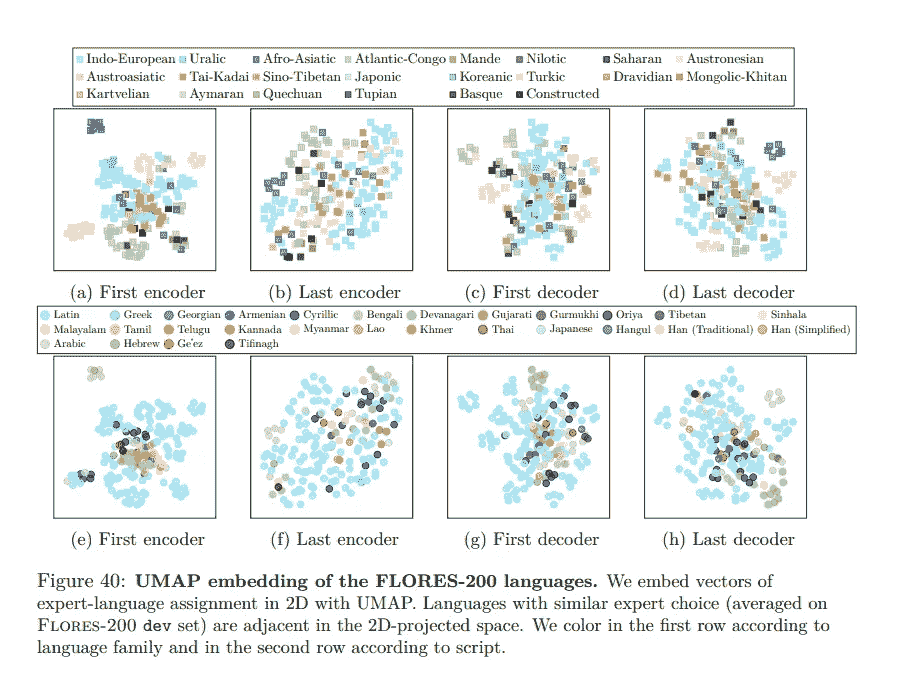 Indo-European Uralic Afro-Asiatic Atlantic-Congo Mande Nilotic Saharan Austronesian
Austroasiatic Tai-Kadai Sino-Tibetan Japonic Koreanic Turkic Dravidian Mongolic-Khitan
Kartvelian Aymaran Quechuan Tupian Basque Constructed
(a) First encoder (b) Last encoder (c) First decoder (d) Last decoder
Latin Greek Georgian Armenian Cyrillic Bengali Devanagari Gujarati Gurmukhi Oriya Tibetan Sinhala
Malayalam Tamil Telugu Kannada Myanmar Lao Khmer Thai Japanese Hangul Han (Traditional) Han (Simplified)
Arabic Hebrew Ge'ez Tifinagh
(e) First encoder (f) Last encoder (g) First decoder (h) Last decoder
Figure 40: UMAP embedding of the FLORES-200 languages. We embed vectors of
expert-language assignment in 2D with UMAP. Languages with similar expert choice (averaged on
FLORES-200 dev set) are adjacent in the 2D-projected space. We color in the first row according to
language family and in the second row according to script.